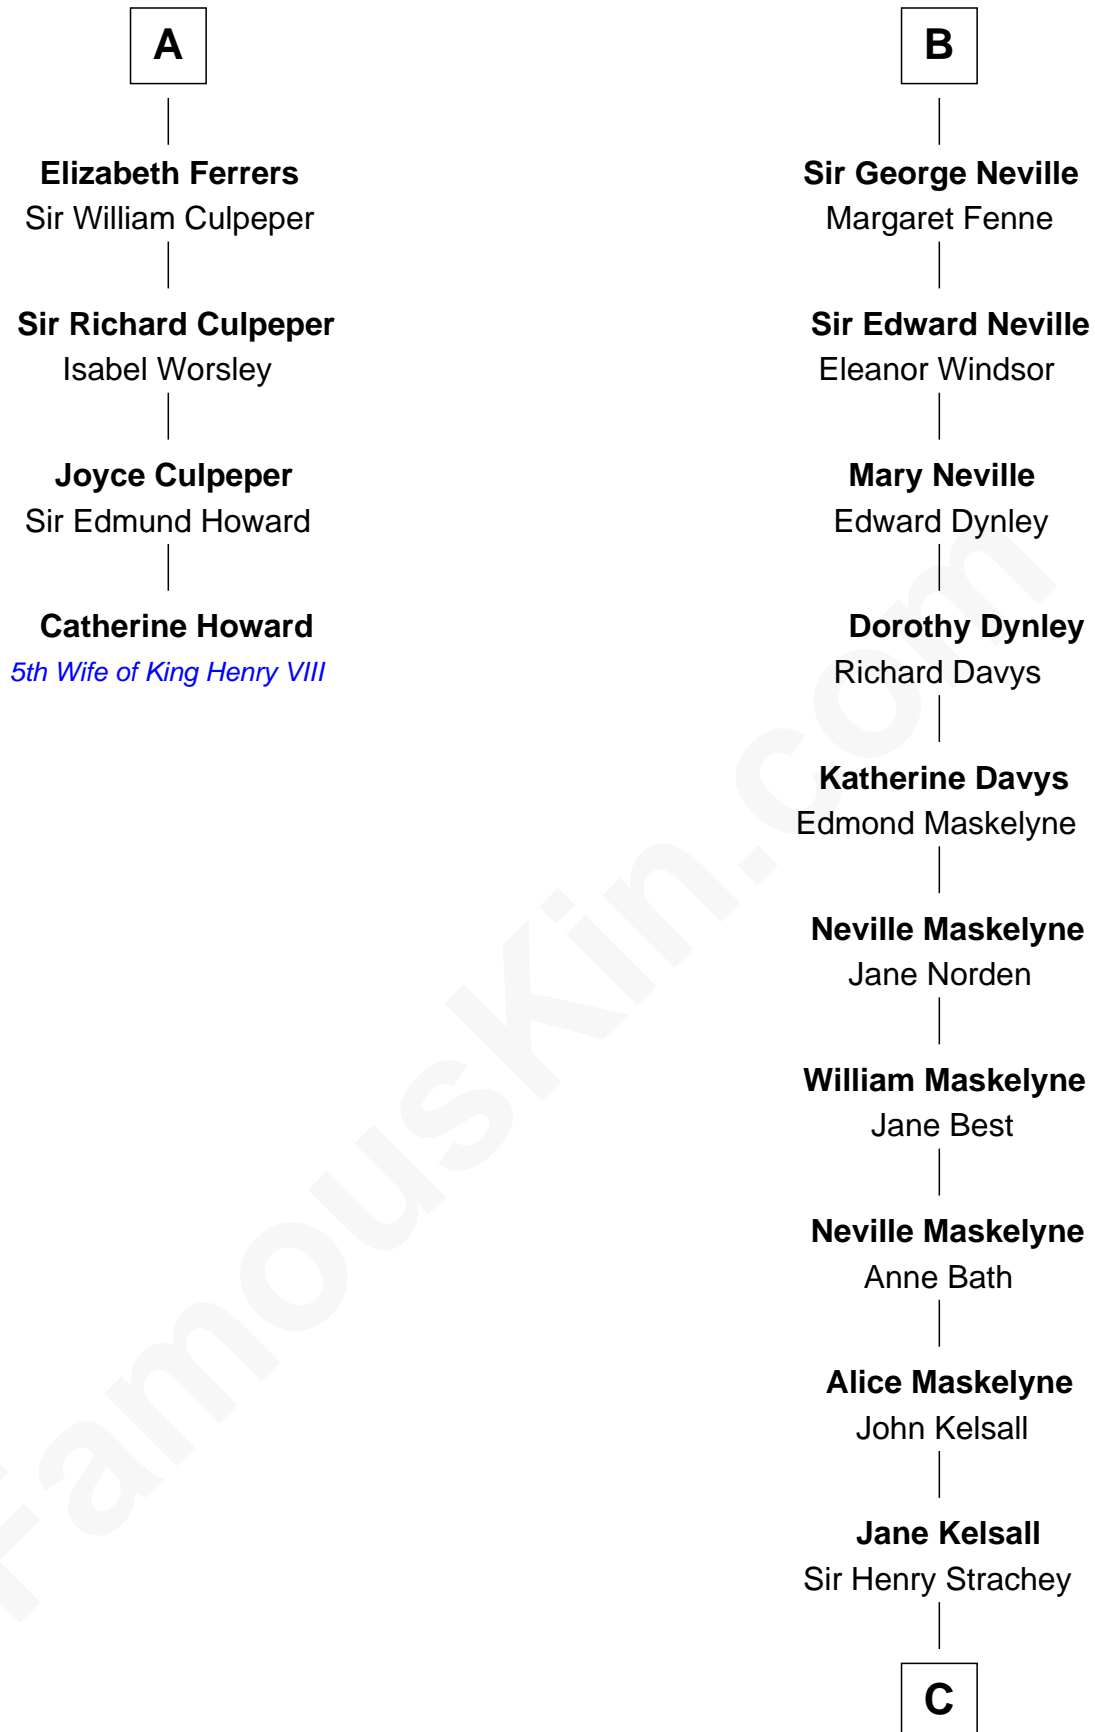 A
Elizabeth Ferrers
Sir William Culpeper
Sir Richard Culpeper
Isabel Worsley
Joyce Culpeper
Sir Edmund Howard
Catherine Howard
5th Wife of King Henry VIII
B
Sir George Neville
Margaret Fenne
Sir Edward Neville
Eleanor Windsor
Mary Neville
Edward Dynley
Dorothy Dynley
Richard Davys
Katherine Davys
Edmond Maskelyne
Neville Maskelyne
Jane Norden
William Maskelyne
Jane Best
Neville Maskelyne
Anne Bath
Alice Maskelyne
John Kelsall
Jane Kelsall
Sir Henry Strachey
C
FamousKin.com